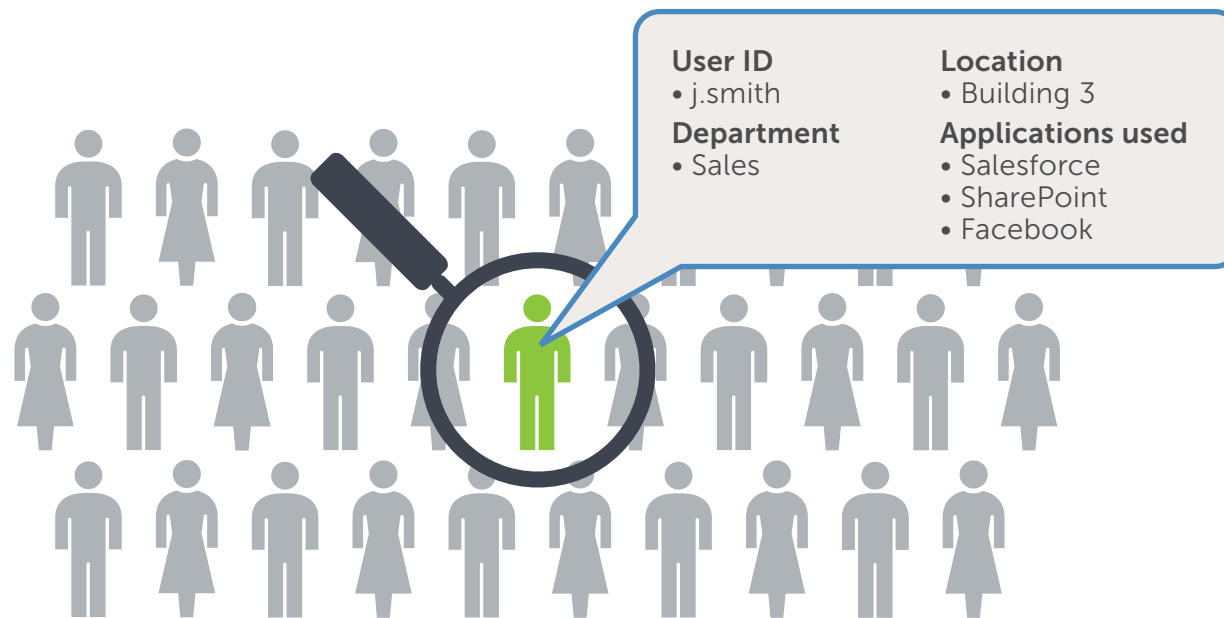 User ID
• j.smith
Department
• Sales
Location
• Building 3
Applications used
• Salesforce
• SharePoint
• Facebook